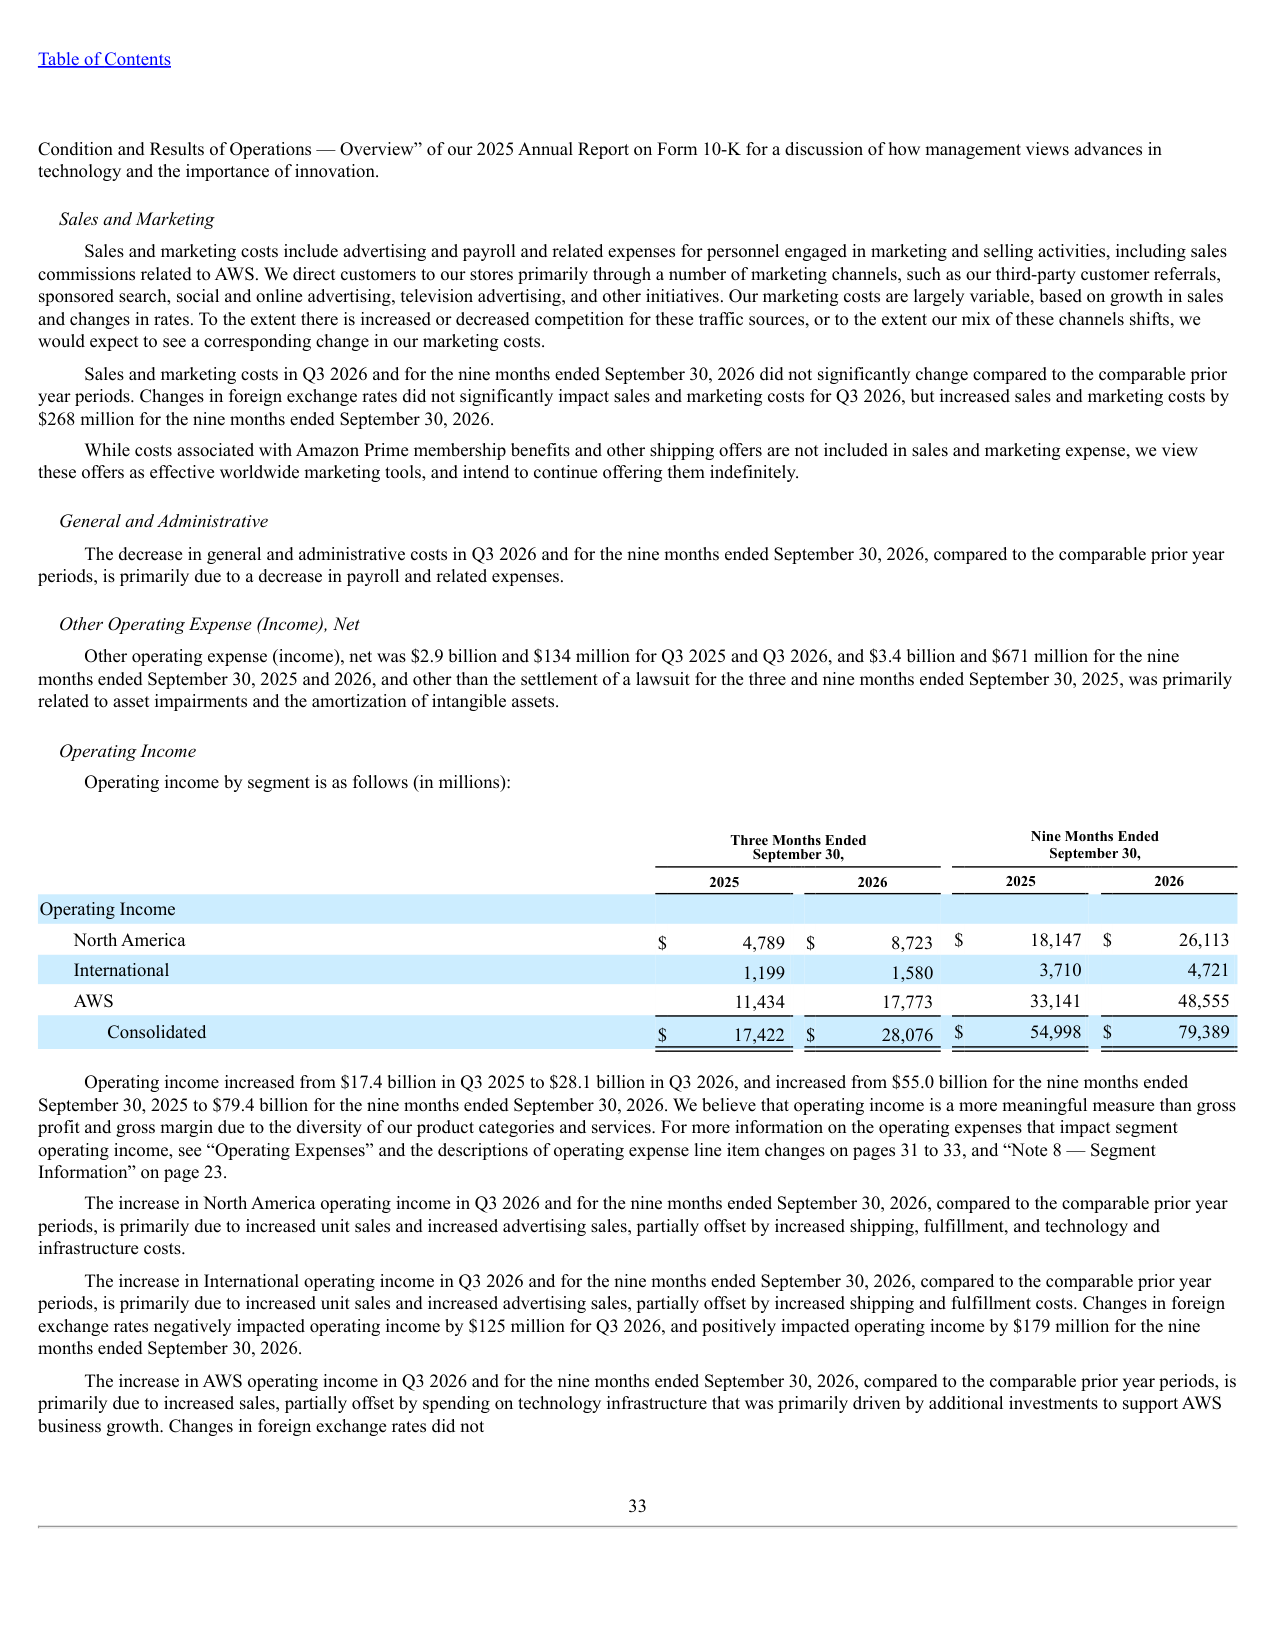 Table of Contents
Condition and Results of Operations — Overview” of our 2025 Annual Report on Form 10-K for a discussion of how management views advances in
technology and the importance of innovation.
Sales and Marketing
Sales and marketing costs include advertising and payroll and related expenses for personnel engaged in marketing and selling activities, including sales
commissions related to AWS. We direct customers to our stores primarily through a number of marketing channels, such as our third-party customer referrals,
sponsored search, social and online advertising, television advertising, and other initiatives. Our marketing costs are largely variable, based on growth in sales
and changes in rates. To the extent there is increased or decreased competition for these traffic sources, or to the extent our mix of these channels shifts, we
would expect to see a corresponding change in our marketing costs.
Sales and marketing costs in Q3 2026 and for the nine months ended September 30, 2026 did not significantly change compared to the comparable prior
year periods. Changes in foreign exchange rates did not significantly impact sales and marketing costs for Q3 2026, but increased sales and marketing costs by
$268 million for the nine months ended September 30, 2026.
While costs associated with Amazon Prime membership benefits and other shipping offers are not included in sales and marketing expense, we view
these offers as effective worldwide marketing tools, and intend to continue offering them indefinitely.
General and Administrative
The decrease in general and administrative costs in Q3 2026 and for the nine months ended September 30, 2026, compared to the comparable prior year
periods, is primarily due to a decrease in payroll and related expenses.
Other Operating Expense (Income), Net
Other operating expense (income), net was $2.9 billion and $134 million for Q3 2025 and Q3 2026, and $3.4 billion and $671 million for the nine
months ended September 30, 2025 and 2026, and other than the settlement of a lawsuit for the three and nine months ended September 30, 2025, was primarily
related to asset impairments and the amortization of intangible assets.
Operating Income
Operating income by segment is as follows (in millions):
Three Months Ended September 30, Nine Months Ended September 30,
2025 2026 2025 2026
Operating Income
North America $ 4,789 $ 8,723 $ 18,147 $ 26,113
International 1,199 1,580 3,710 4,721
AWS 11,434 17,773 33,141 48,555
Consolidated $ 17,422 $ 28,076 $ 54,998 $ 79,389
Operating income increased from $17.4 billion in Q3 2025 to $28.1 billion in Q3 2026, and increased from $55.0 billion for the nine months ended
September 30, 2025 to $79.4 billion for the nine months ended September 30, 2026. We believe that operating income is a more meaningful measure than gross
profit and gross margin due to the diversity of our product categories and services. For more information on the operating expenses that impact segment
operating income, see “Operating Expenses” and the descriptions of operating expense line item changes on pages 31 to 33, and “Note 8 — Segment
Information” on page 23.
The increase in North America operating income in Q3 2026 and for the nine months ended September 30, 2026, compared to the comparable prior year
periods, is primarily due to increased unit sales and increased advertising sales, partially offset by increased shipping, fulfillment, and technology and
infrastructure costs.
The increase in International operating income in Q3 2026 and for the nine months ended September 30, 2026, compared to the comparable prior year
periods, is primarily due to increased unit sales and increased advertising sales, partially offset by increased shipping and fulfillment costs. Changes in foreign
exchange rates negatively impacted operating income by $125 million for Q3 2026, and positively impacted operating income by $179 million for the nine
months ended September 30, 2026.
The increase in AWS operating income in Q3 2026 and for the nine months ended September 30, 2026, compared to the comparable prior year periods, is
primarily due to increased sales, partially offset by spending on technology infrastructure that was primarily driven by additional investments to support AWS
business growth. Changes in foreign exchange rates did not
33